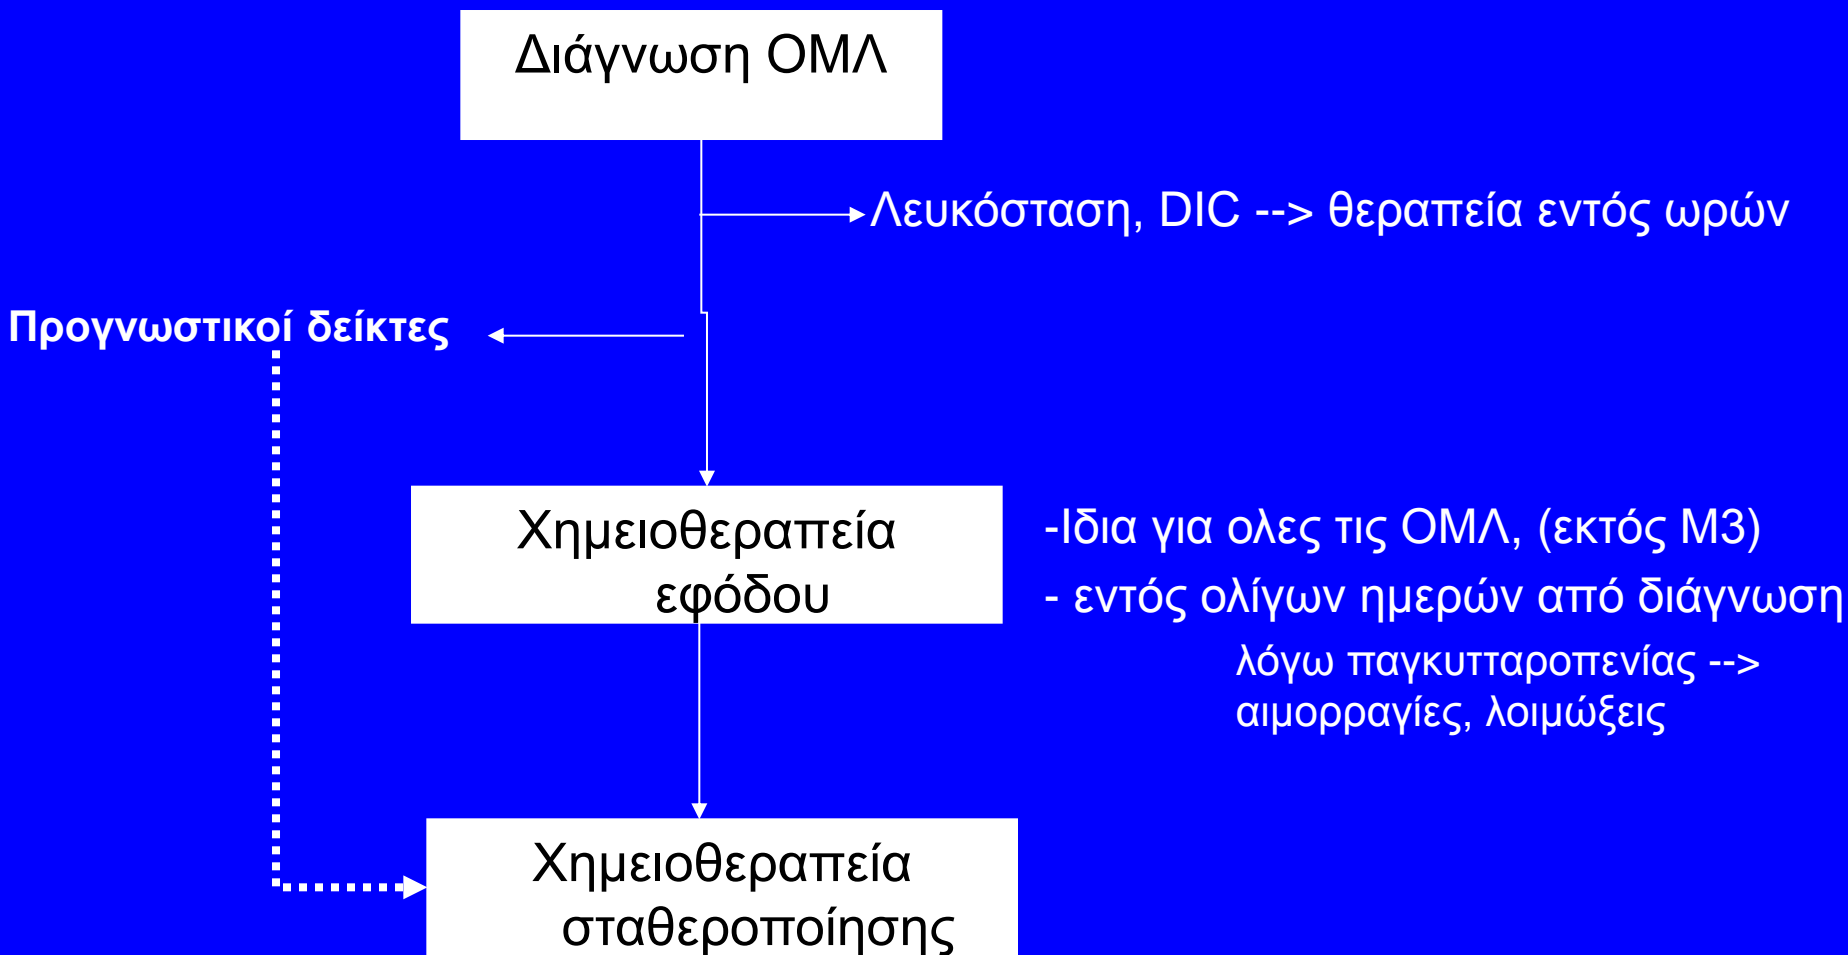 Διάγνωση ΟΜΛ
Λευκόσταση, DIC --> θεραπεία εντός ωρών
Προγνωστικοί δείκτες
Χημειοθεραπεία
εφόδου
-Ιδια για ολες τις ΟΜΛ, (εκτός Μ3)
- εντός ολίγων ημερών από διάγνωση
λόγω παγκυτταροπενίας -->
αιμορραγίες, λοιμώξεις
Χημειοθεραπεία
σταθεροποίησης